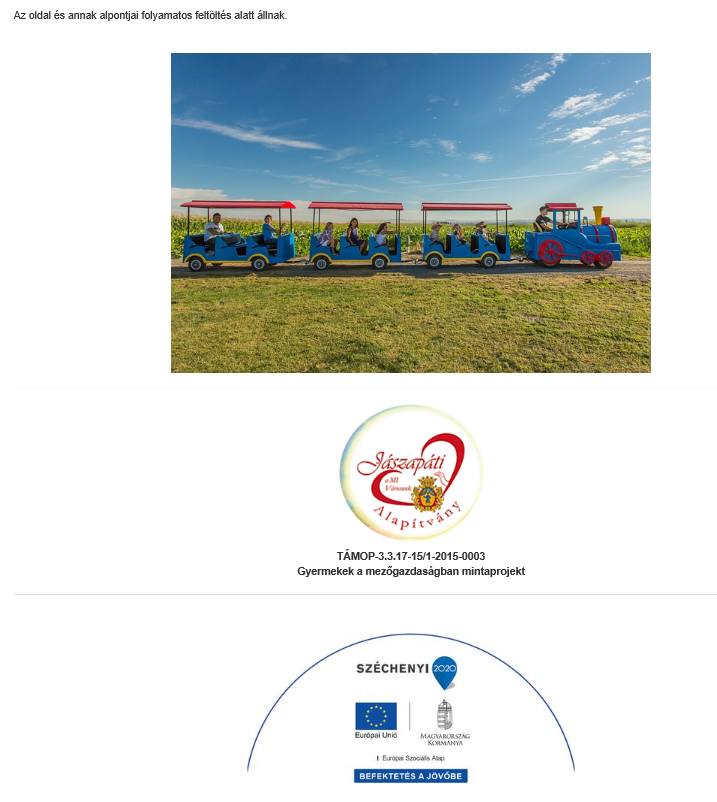 Az oldal és annak alpontjai folyamatos feltöltés alatt állnak.
Jászapáti
a MI
Városunk
Alapítvány
TÁMOP-3.3.17-15/1-2015-0003
Gyermekek a mezőgazdaságban mintaprojekt
SZÉCHENYI 2020
Európai Unió
MAGYARORSZÁG
KORMÁNYA
Európai Szociális Alap
BEFEKTETÉS A JÖVŐBE